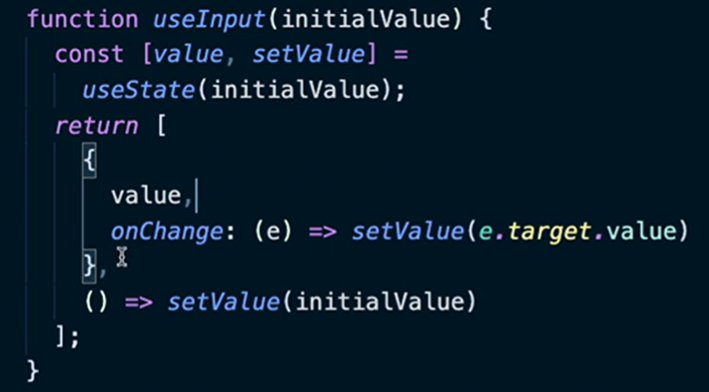 function useInput(initialValue) {
const [value, setValue] =
useState(initialValue);
return [
{
value,
onChange: (e) => setValue(e.target.value)
},
() => setValue(initialValue)
];
}